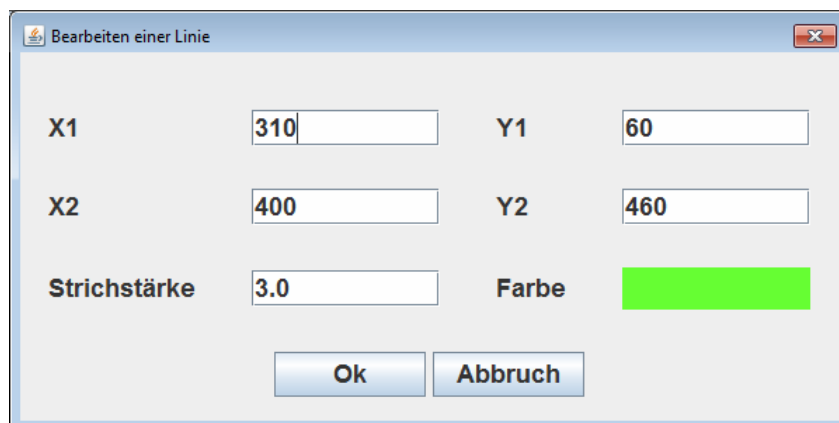 Bearbeiten einer Linie
X1 310 Y1 60
X2 400 Y2 460
Strichstärke 3.0 Farbe
Ok Abbruch